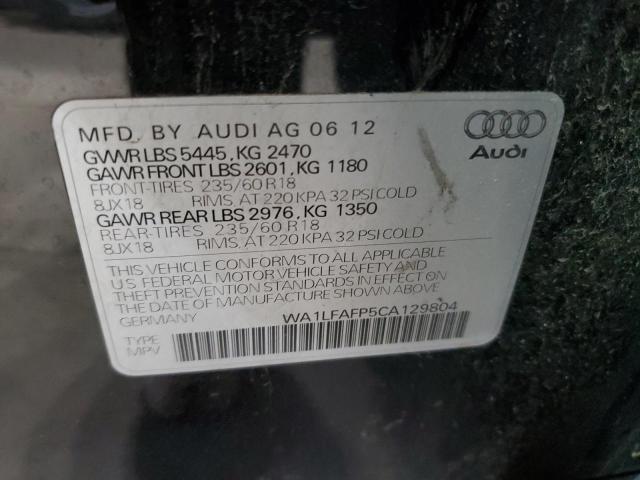 MFD. BY AUDI AG 06 12
Audi
GVWR LBS 5445, KG 2470
GAWR FRONT LBS 2601, KG 1180
FRONT-TIRES 235/60 R18
8JX18 RIMS, AT 220 KPA 32 PSI COLD
GAWR REAR LBS 2976, KG 1350
REAR-TIRES 235/60 R18
8JX18 RIMS, AT 220 KPA 32 PSI COLD
THIS VEHICLE CONFORMS TO ALL APPLICABLE
U.S FEDERAL MOTOR VEHICLE SAFETY AND
THEFT PREVENTION STANDARDS IN EFFECT ON
THE DATE OF MANUFACTURE SHOWN ABOVE
GERMANY WA1LFAFP5CA129804
TYPE
MPV